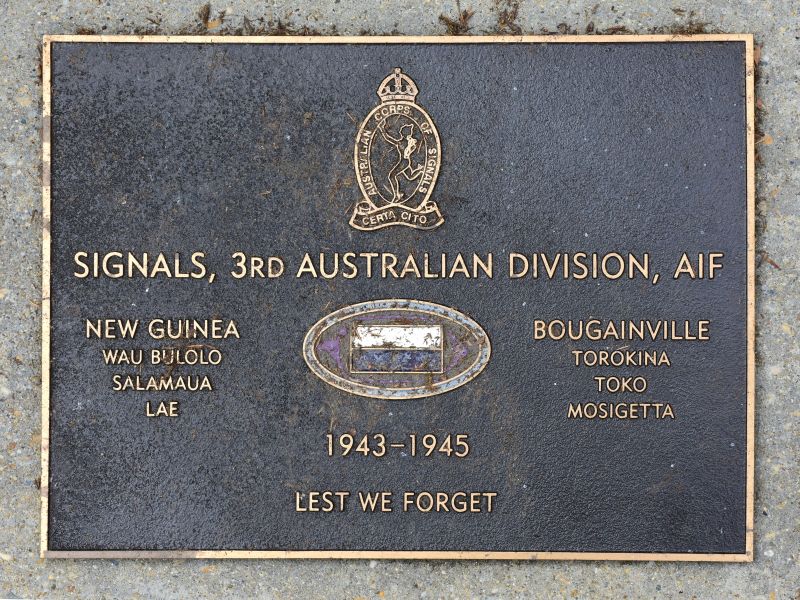 AUSTRALIAN CORPS OF SIGNALS
CERTA CITO
SIGNALS, 3RD AUSTRALIAN DIVISION, AIF
NEW GUINEA
WAU BULOLO
SALAMAUA
LAE
BOUGAINVILLE
TOROKINA
TOKO
MOSIGETTA
1943-1945
LEST WE FORGET